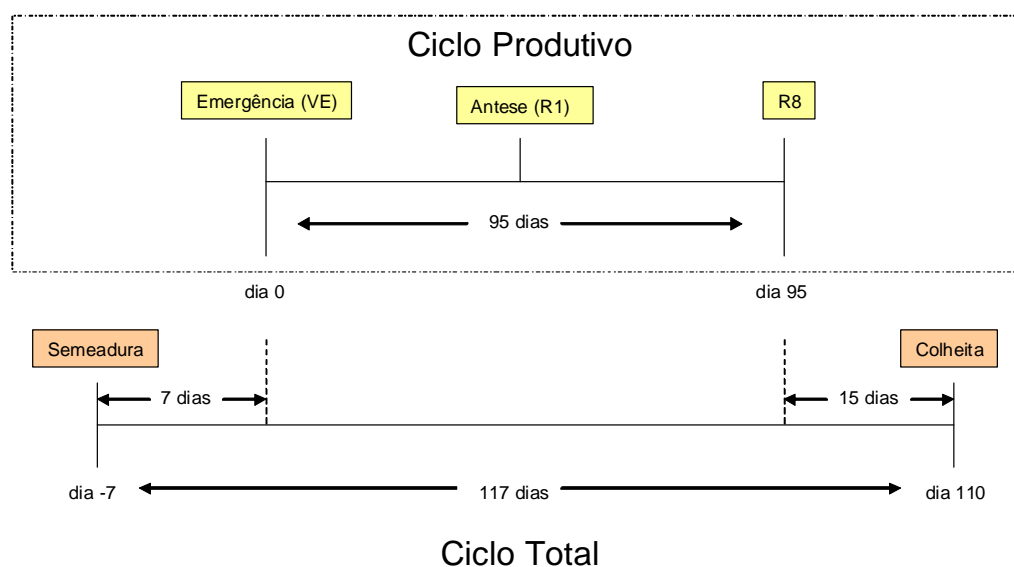 Ciclo Produtivo
Emergência (VE)
Antese (R1)
R8
95 dias
dia 0
dia 95
Semeadura
Colheita
7 dias
15 dias
dia -7
117 dias
dia 110
Ciclo Total